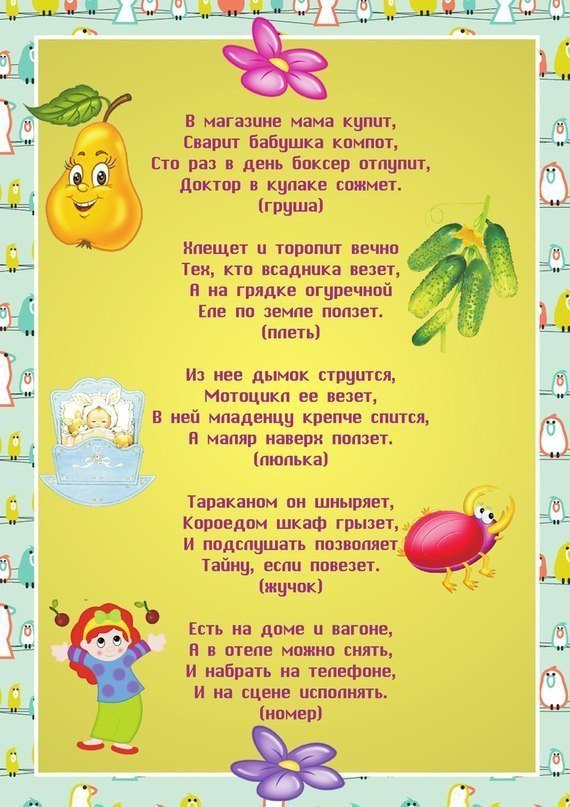 В магазине мама купит,
Сварит бабушка компот,
Сто раз в день боксер отлупит,
Доктор в кулаке сожмет.
(груша)
Хлещет и торопит вечно
Тех, кто всадника везет,
А на грядке огуречной
Еле по земле ползет.
(плеть)
Из нее дымок струится,
Мотоцикл ее везет,
В ней младенцу крепче спится,
А маляр наверх ползет.
(люлька)
Тараканом он шныряет,
Короедом шкаф грызет,
И подслушать позволяет
Тайну, если повезет.
(жучок)
Есть на доме и вагоне,
А в отеле можно снять,
И набрать на телефоне,
И на сцене исполнять.
(номер)